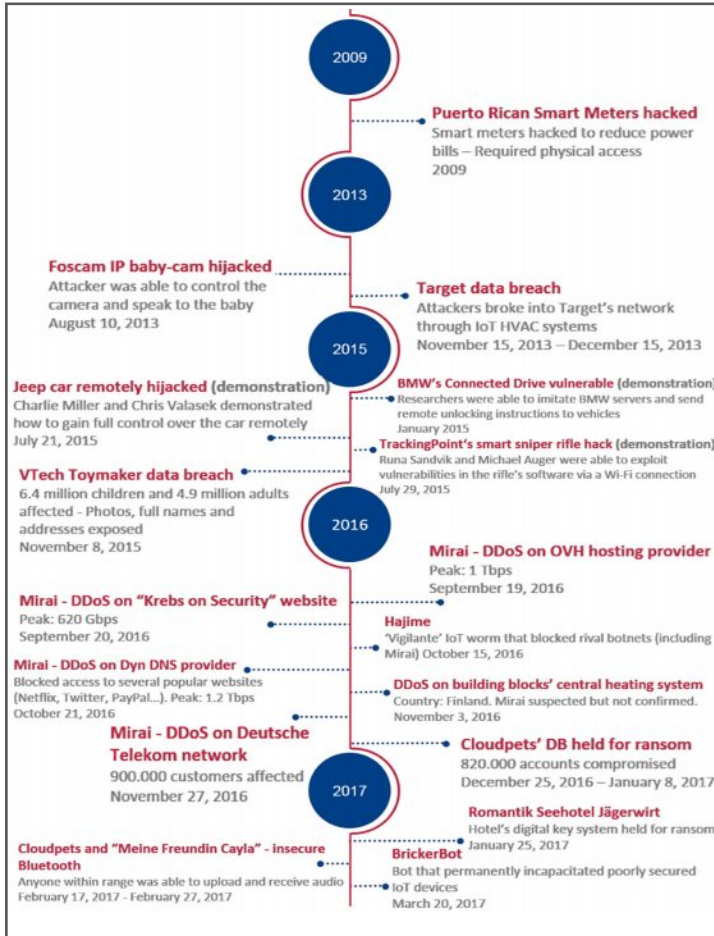 2009
Puerto Rican Smart Meters hacked
Smart meters hacked to reduce power
bills – Required physical access
2009
2013
Foscam IP baby-cam hijacked
Attacker was able to control the
camera and speak to the baby
August 10, 2013
Target data breach
Attackers broke into Target's network
through IoT HVAC systems
November 15, 2013 – December 15, 2013
2015
Jeep car remotely hijacked (demonstration)
Charlie Miller and Chris Valasek demonstrated
how to gain full control over the car remotely
July 21, 2015
BMW's Connected Drive vulnerable (demonstration)
Researchers were able to imitate BMW servers and send
remote unlocking instructions to vehicles
January 2015
TrackingPoint's smart sniper rifle hack (demonstration)
Runa Sandvik and Michael Auger were able to exploit
vulnerabilities in the rifle's software via a Wi-Fi connection
July 29, 2015
VTech Toymaker data breach
6.4 million children and 4.9 million adults
affected - Photos, full names and
addresses exposed
November 8, 2015
2016
Mirai - DDoS on OVH hosting provider
Peak: 1 Tbps
September 19, 2016
Mirai - DDoS on "Krebs on Security" website
Peak: 620 Gbps
September 20, 2016
Hajime
'Vigilante' IoT worm that blocked rival botnets (including
Mirai) October 15, 2016
Mirai - DDoS on Dyn DNS provider
Blocked access to several popular websites
(Netflix, Twitter, PayPal...). Peak: 1.2 Tbps
October 21, 2016
DDoS on building blocks' central heating system
Country: Finland. Mirai suspected but not confirmed.
November 3, 2016
Mirai - DDoS on Deutsche
Telekom network
900.000 customers affected
November 27, 2016
Cloudpets' DB held for ransom
820.000 accounts compromised
December 25, 2016 – January 8, 2017
2017
Romantik Seehotel Jägerwirt
Hotel's digital key system held for ransom
January 25, 2017
Cloudpets and "Meine Freundin Cayla" - insecure
Bluetooth
Anyone within range was able to upload and receive audio
February 17, 2017 - February 27, 2017
BrickerBot
Bot that permanently incapacitated poorly secured
IoT devices
March 20, 2017